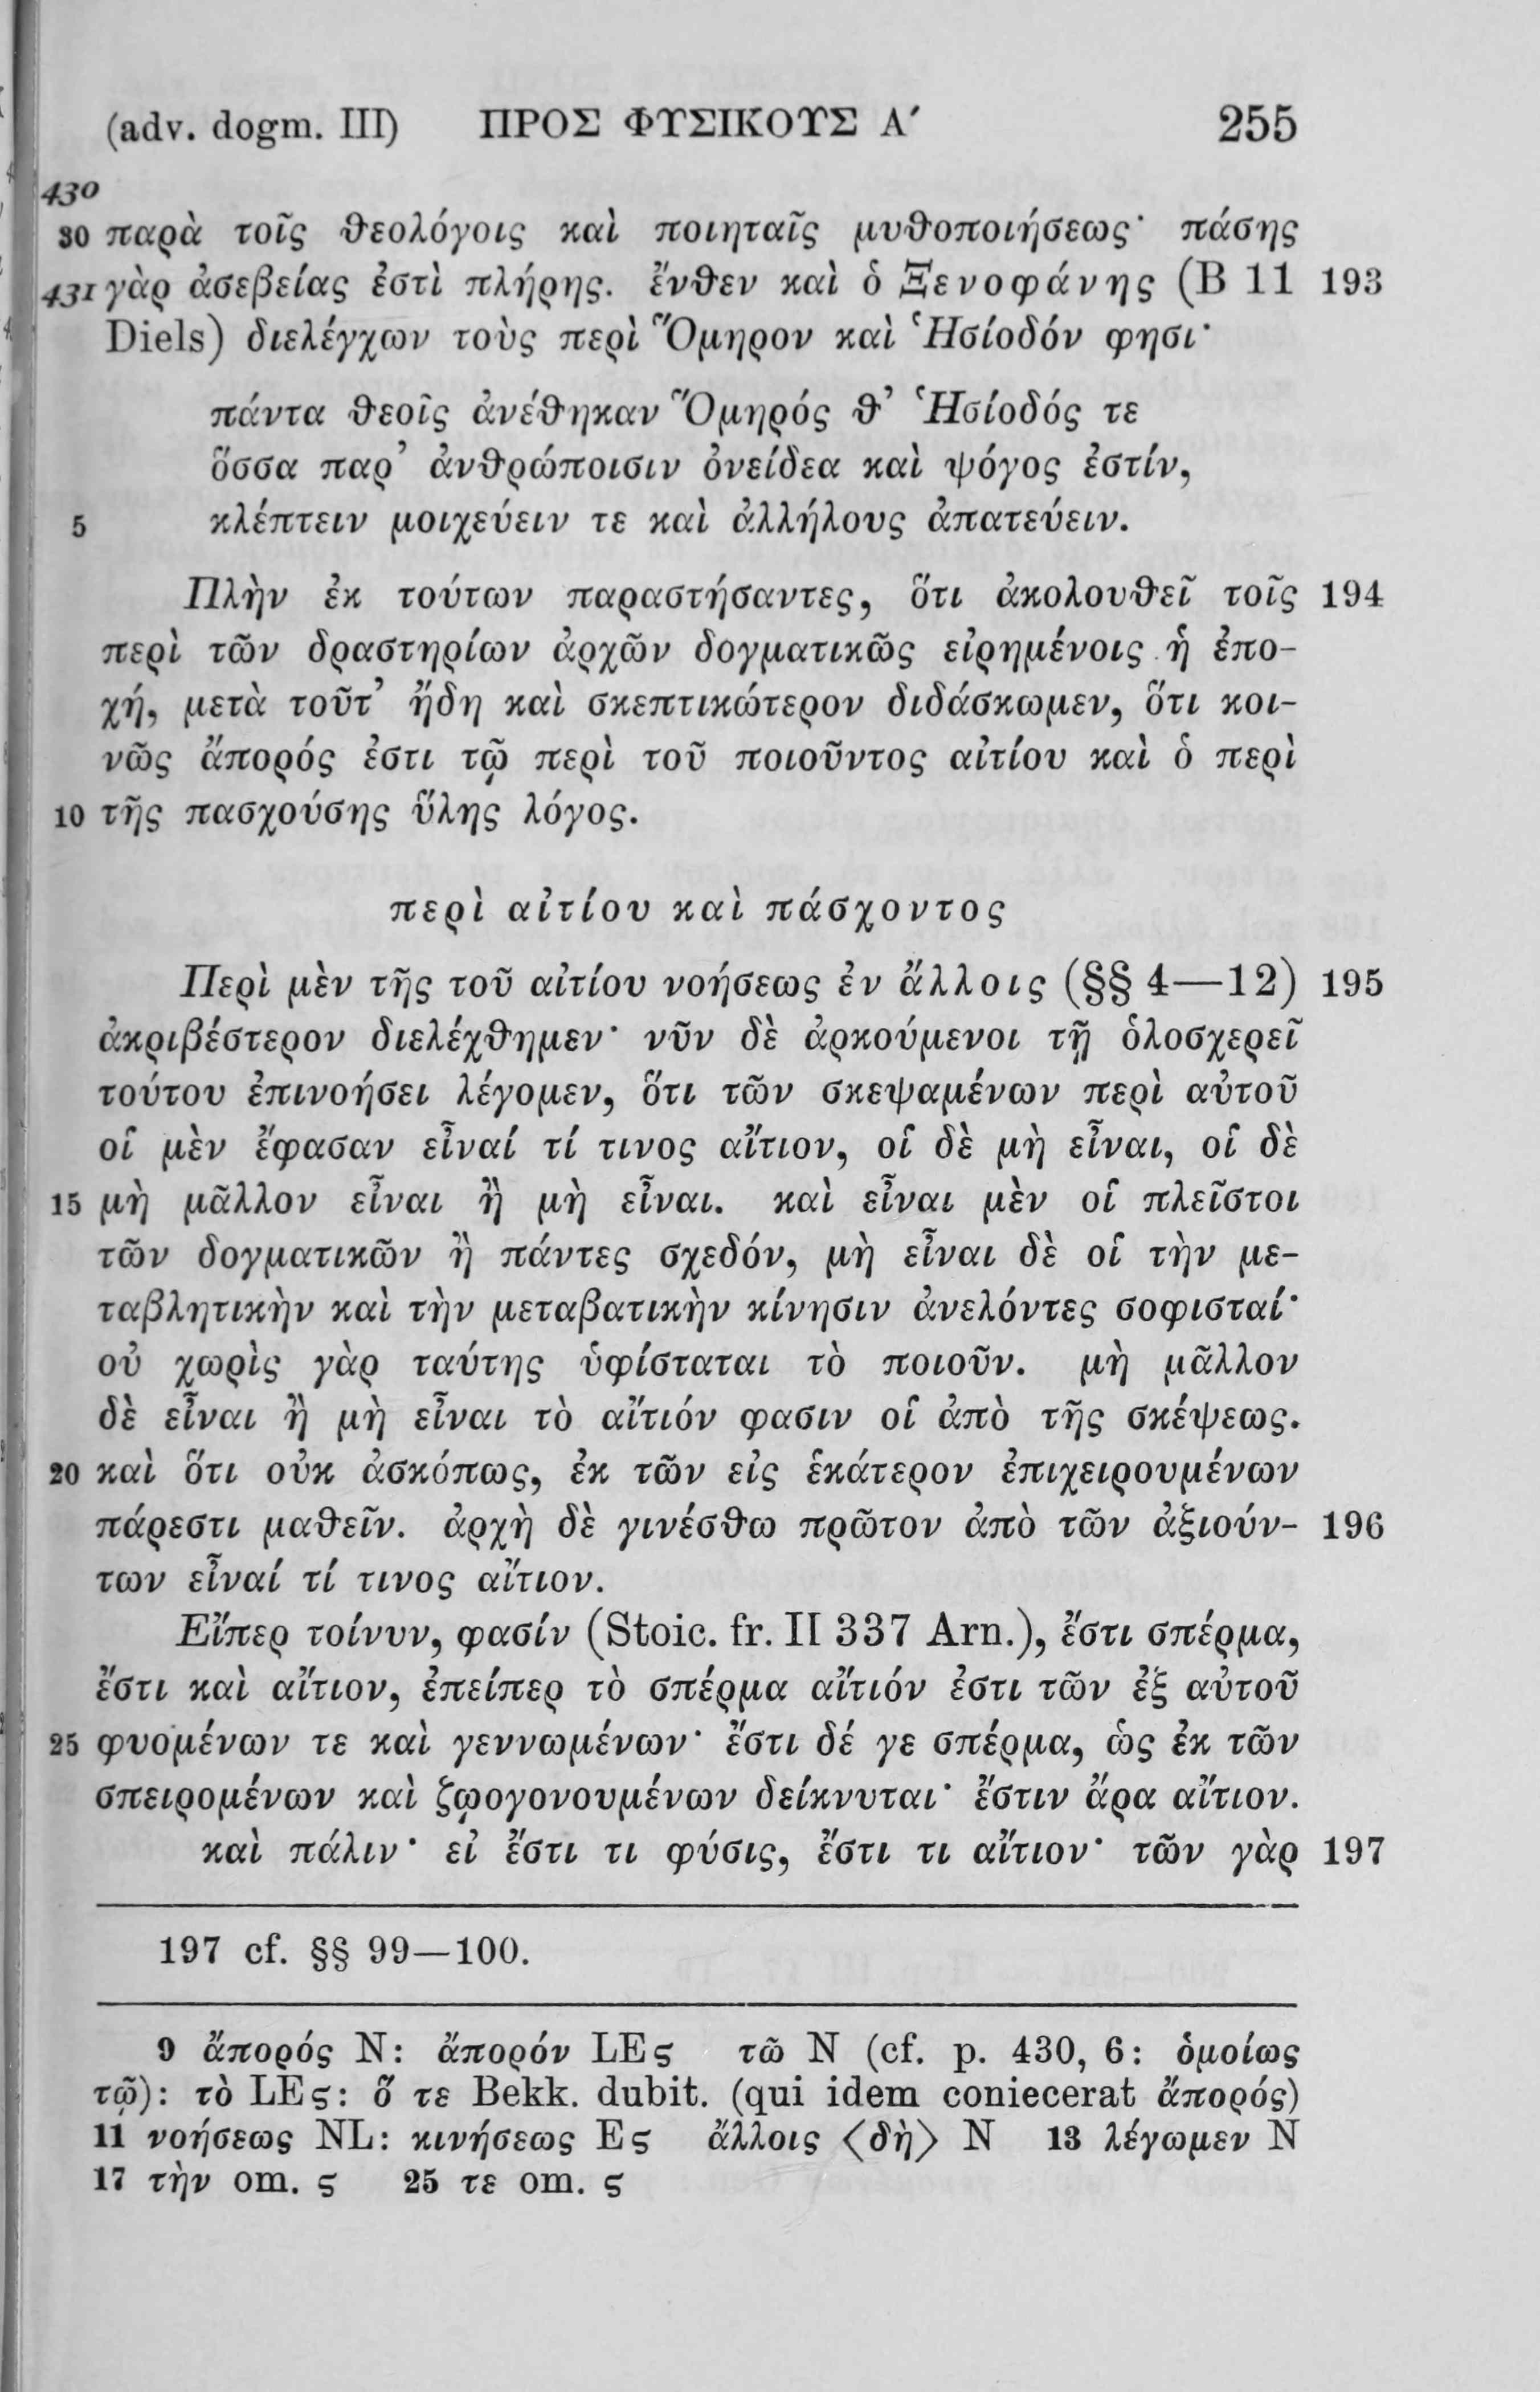 (adv. dogm. III) ΠΡΟΣ ΦΥΣΙΚΟΥΣ Α′ 255
430
30 παρὰ τοῖς θεολόγοις καὶ ποιηταῖς μυθοποιήσεως· πάσης
431 γὰρ ἀσεβείας ἐστὶ πλήρης. ἔνθεν καὶ ὁ Ξενοφάνης (B 11 193
Diels) διελέγχων τοὺς περὶ Ὅμηρον καὶ Ἡσίοδόν φησι·
πάντα θεοῖς ἀνέθηκαν Ὅμηρός θ’ Ἡσίοδός τε
ὅσσα παρ’ ἀνθρώποισιν ὀνείδεα καὶ ψόγος ἐστίν,
5 κλέπτειν μοιχεύειν τε καὶ ἀλλήλους ἀπατεύειν.
Πλὴν ἐκ τούτων παραστήσαντες, ὅτι ἀκολουθεῖ τοῖς 194
περὶ τῶν δραστηρίων ἀρχῶν δογματικῶς εἰρημένοις ἡ ἐπο-
χή, μετὰ τοῦτ’ ἤδη καὶ σκεπτικώτερον διδάσκωμεν, ὅτι κοι-
νῶς ἄπορός ἐστι τῷ περὶ τοῦ ποιοῦντος αἰτίου καὶ ὁ περὶ
10 τῆς πασχούσης ὕλης λόγος.
περὶ αἰτίου καὶ πάσχοντος
Περὶ μὲν τῆς τοῦ αἰτίου νοήσεως ἐν ἄλλοις (§§ 4—12) 195
ἀκριβέστερον διελέχθημεν· νῦν δὲ ἀρκούμενοι τῇ ὁλοσχερεῖ
τούτου ἐπινοήσει λέγομεν, ὅτι τῶν σκεψαμένων περὶ αὐτοῦ
οἱ μὲν ἔφασαν εἶναί τί τινος αἴτιον, οἱ δὲ μὴ εἶναι, οἱ δὲ
15 μὴ μᾶλλον εἶναι ἢ μὴ εἶναι. καὶ εἶναι μὲν οἱ πλεῖστοι
τῶν δογματικῶν ἢ πάντες σχεδόν, μὴ εἶναι δὲ οἱ τὴν με-
ταβλητικὴν καὶ τὴν μεταβατικὴν κίνησιν ἀνελόντες σοφισταί·
οὐ χωρὶς γὰρ ταύτης ὑφίσταται τὸ ποιοῦν. μὴ μᾶλλον
δὲ εἶναι ἢ μὴ εἶναι τὸ αἴτιόν φασιν οἱ ἀπὸ τῆς σκέψεως.
20 καὶ ὅτι οὐκ ἀσκόπως, ἐκ τῶν εἰς ἑκάτερον ἐπιχειρουμένων
πάρεστι μαθεῖν. ἀρχὴ δὲ γινέσθω πρῶτον ἀπὸ τῶν ἀξιούν- 196
των εἶναί τί τινος αἴτιον.
Εἴπερ τοίνυν, φασίν (Stoic. fr. II 337 Arn.), ἔστι σπέρμα,
ἔστι καὶ αἴτιον, ἐπείπερ τὸ σπέρμα αἴτιόν ἐστι τῶν ἐξ αὐτοῦ
25 φυομένων τε καὶ γεννωμένων· ἔστι δέ γε σπέρμα, ὡς ἐκ τῶν
σπειρομένων καὶ ζῳογονουμένων δείκνυται· ἔστιν ἄρα αἴτιον.
καὶ πάλιν· εἰ ἔστι τι φύσις, ἔστι τι αἴτιον· τῶν γὰρ 197
197 cf. §§ 99—100.
9 ἄπορός N: ἄπορόν LEς τῶ N (cf. p. 430, 6: ὁμοίως
τῷ): τὸ LEς: ὅ τε Bekk. dubit. (qui idem coniecerat ἄπορός)
11 νοήσεως NL: κινήσεως Eς ἄλλοις ⟨δὴ⟩ N 13 λέγωμεν N
17 τὴν om. ς 25 τε om. ς